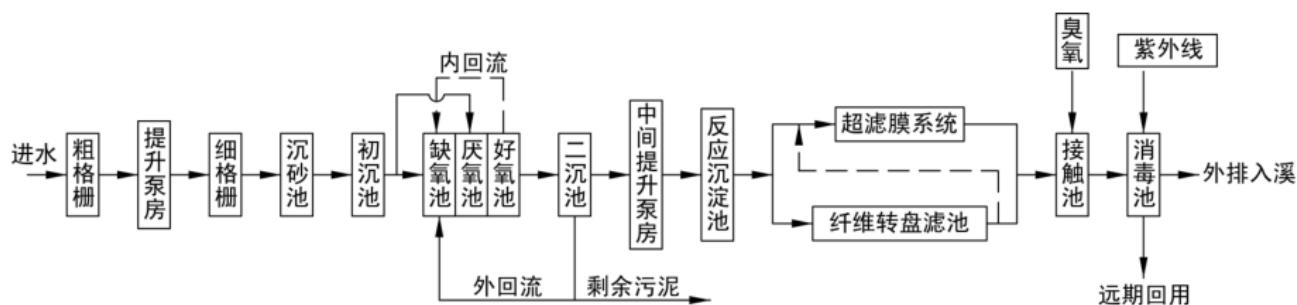 进水
粗格栅
提升泵房
细格栅
沉砂池
初沉池
内回流
缺氧池
厌氧池
好氧池
外回流
二沉池
剩余污泥
中间提升泵房
反应沉淀池
超滤膜系统
纤维转盘滤池
臭氧
接触池
紫外线
消毒池
外排入溪
远期回用